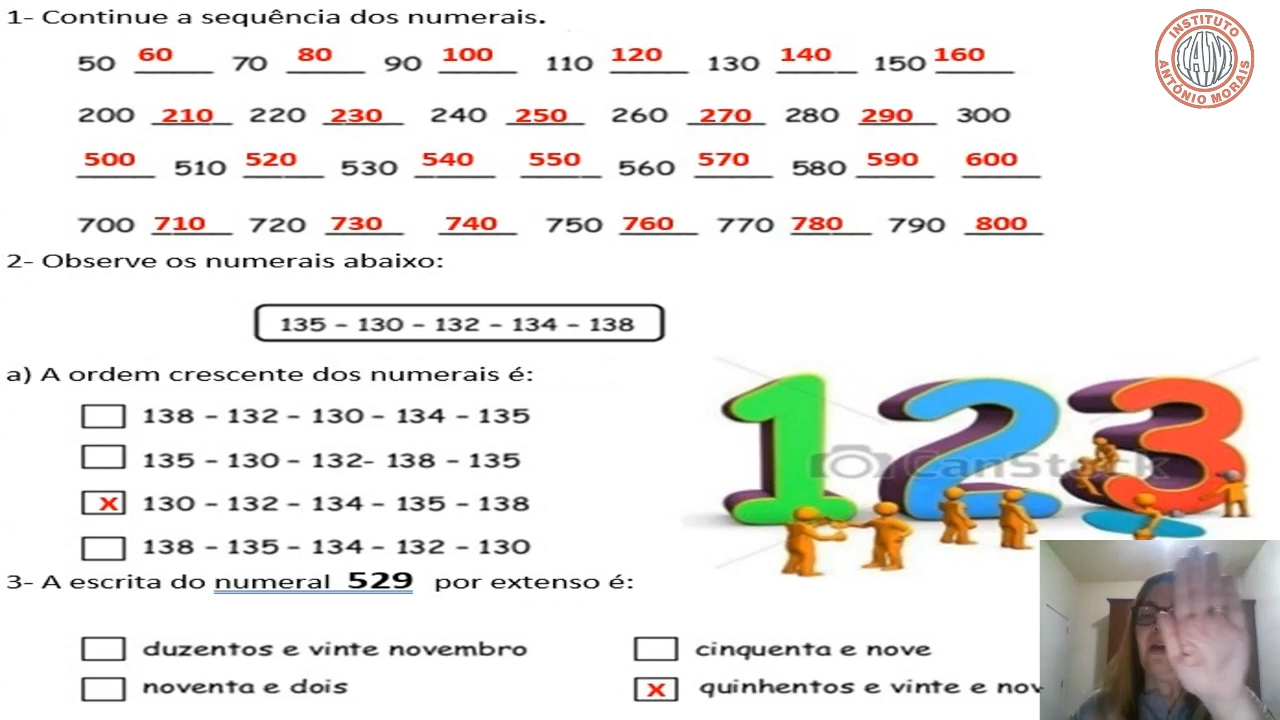 1- Continue a sequência dos numerais.
50 60 70 80 90 100 110 120 130 140 150 160
200 210 220 230 240 250 260 270 280 290 300
500 510 520 530 540 550 560 570 580 590 600
700 710 720 730 740 750 760 770 780 790 800
2- Observe os numerais abaixo:
135 - 130 - 132 - 134 - 138
a) A ordem crescente dos numerais é:
138 - 132 - 130 - 134 - 135
135 - 130 - 132- 138 - 135
X 130 - 132 - 134 - 135 - 138
138 - 135 - 134 - 132 - 130
3- A escrita do numeral 529 por extenso é:
duzentos e vinte novembro
cinquenta e nove
noventa e dois
X quinhentos e vinte e nov
INSTITUTO
IAM
ANTÔNIO MORAIS
123
CanStock